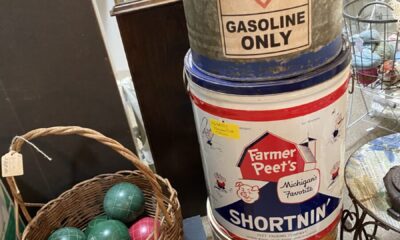 GASOLINE
ONLY
Farmer
Peet's
Michigan's
Favorite
SHORTNIN'